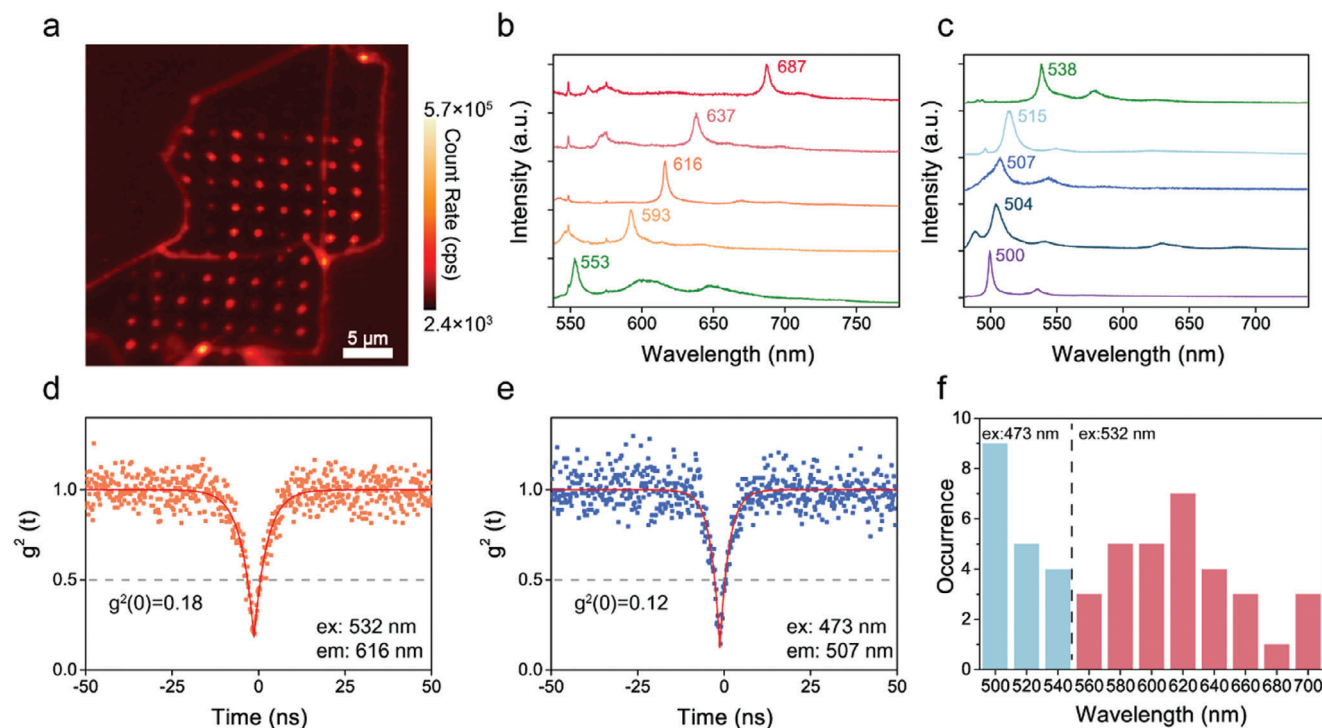 a
5.7×10⁵
Count Rate (cps)
2.4×10³
5 µm
b
687
637
616
593
553
Intensity (a.u.)
550 600 650 700 750
Wavelength (nm)
c
538
515
507
504
500
Intensity (a.u.)
500 550 600 650 700
Wavelength (nm)
d
1.0
0.5
0.0
g² (t)
g²(0)=0.18
ex: 532 nm
em: 616 nm
-50 -25 0 25 50
Time (ns)
e
1.0
0.5
0.0
g² (t)
g²(0)=0.12
ex: 473 nm
em: 507 nm
-50 -25 0 25 50
Time (ns)
f
10
8
6
4
2
0
Occurrence
ex:473 nm ex:532 nm
500 520 540 560 580 600 620 640 660 680 700
Wavelength (nm)